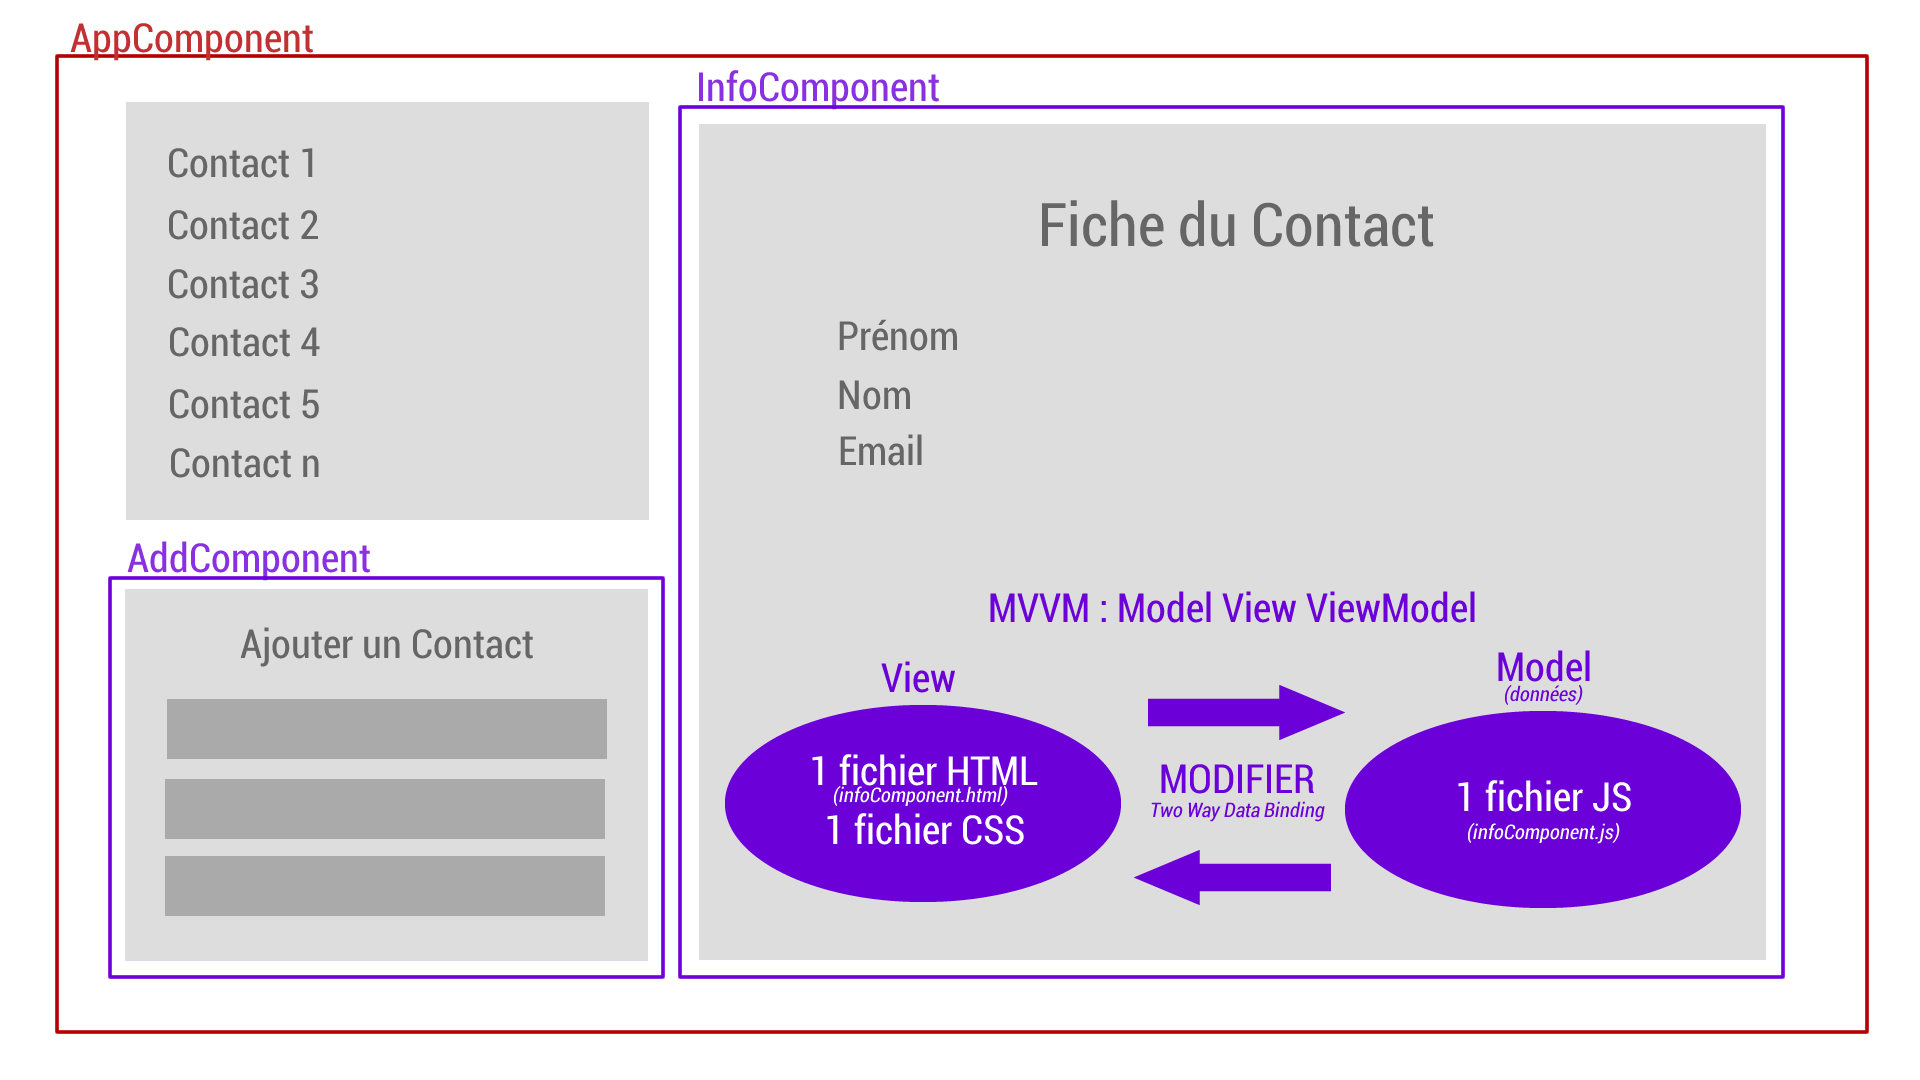 AppComponent
Contact 1
Contact 2
Contact 3
Contact 4
Contact 5
Contact n
AddComponent
Ajouter un Contact
InfoComponent
Fiche du Contact
Prénom
Nom
Email
MVVM : Model View ViewModel
View
1 fichier HTML
(infoComponent.html)
1 fichier CSS
MODIFIER
Two Way Data Binding
Model
(données)
1 fichier JS
(infoComponent.js)